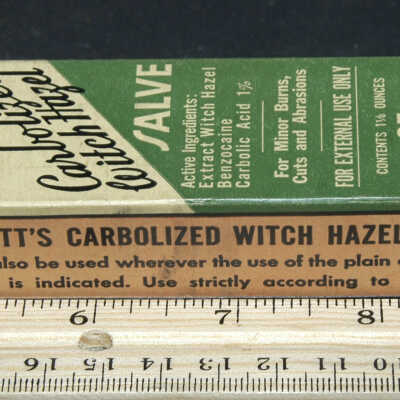 Carbolized
Witch Hazel
SALVE
Active Ingredients:
Extract Witch Hazel
Benzocaine
Carbolic Acid 1%
For Minor Burns,
Cuts and Abrasions
FOR EXTERNAL USE ONLY
CONTENTS 1⅛ OUNCES
TT'S CARBOLIZED WITCH HAZEL
also be used wherever the use of the plain
is indicated. Use strictly according to
6 7 8
16 15 14 13 12 11 10